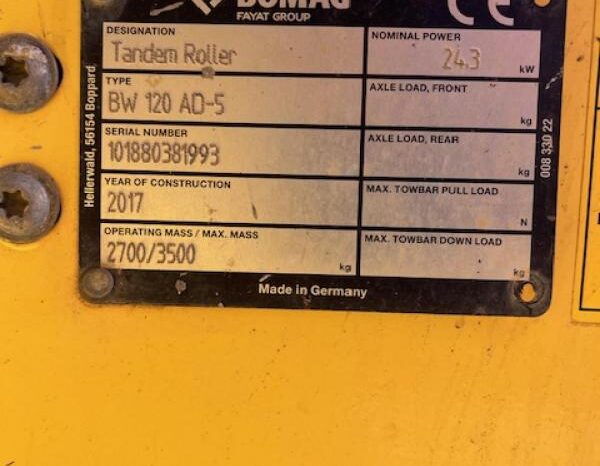 BOMAG
FAYAT GROUP
CE
DESIGNATION
Tandem Roller
NOMINAL POWER
24.3
kW
TYPE
BW 120 AD-5
AXLE LOAD, FRONT
kg
SERIAL NUMBER
101880381993
AXLE LOAD, REAR
kg
YEAR OF CONSTRUCTION
2017
MAX. TOWBAR PULL LOAD
N
OPERATING MASS / MAX. MASS
2700/3500
kg
MAX. TOWBAR DOWN LOAD
kg
Made in Germany
Hellerwald, 56154 Boppard
008 330 22